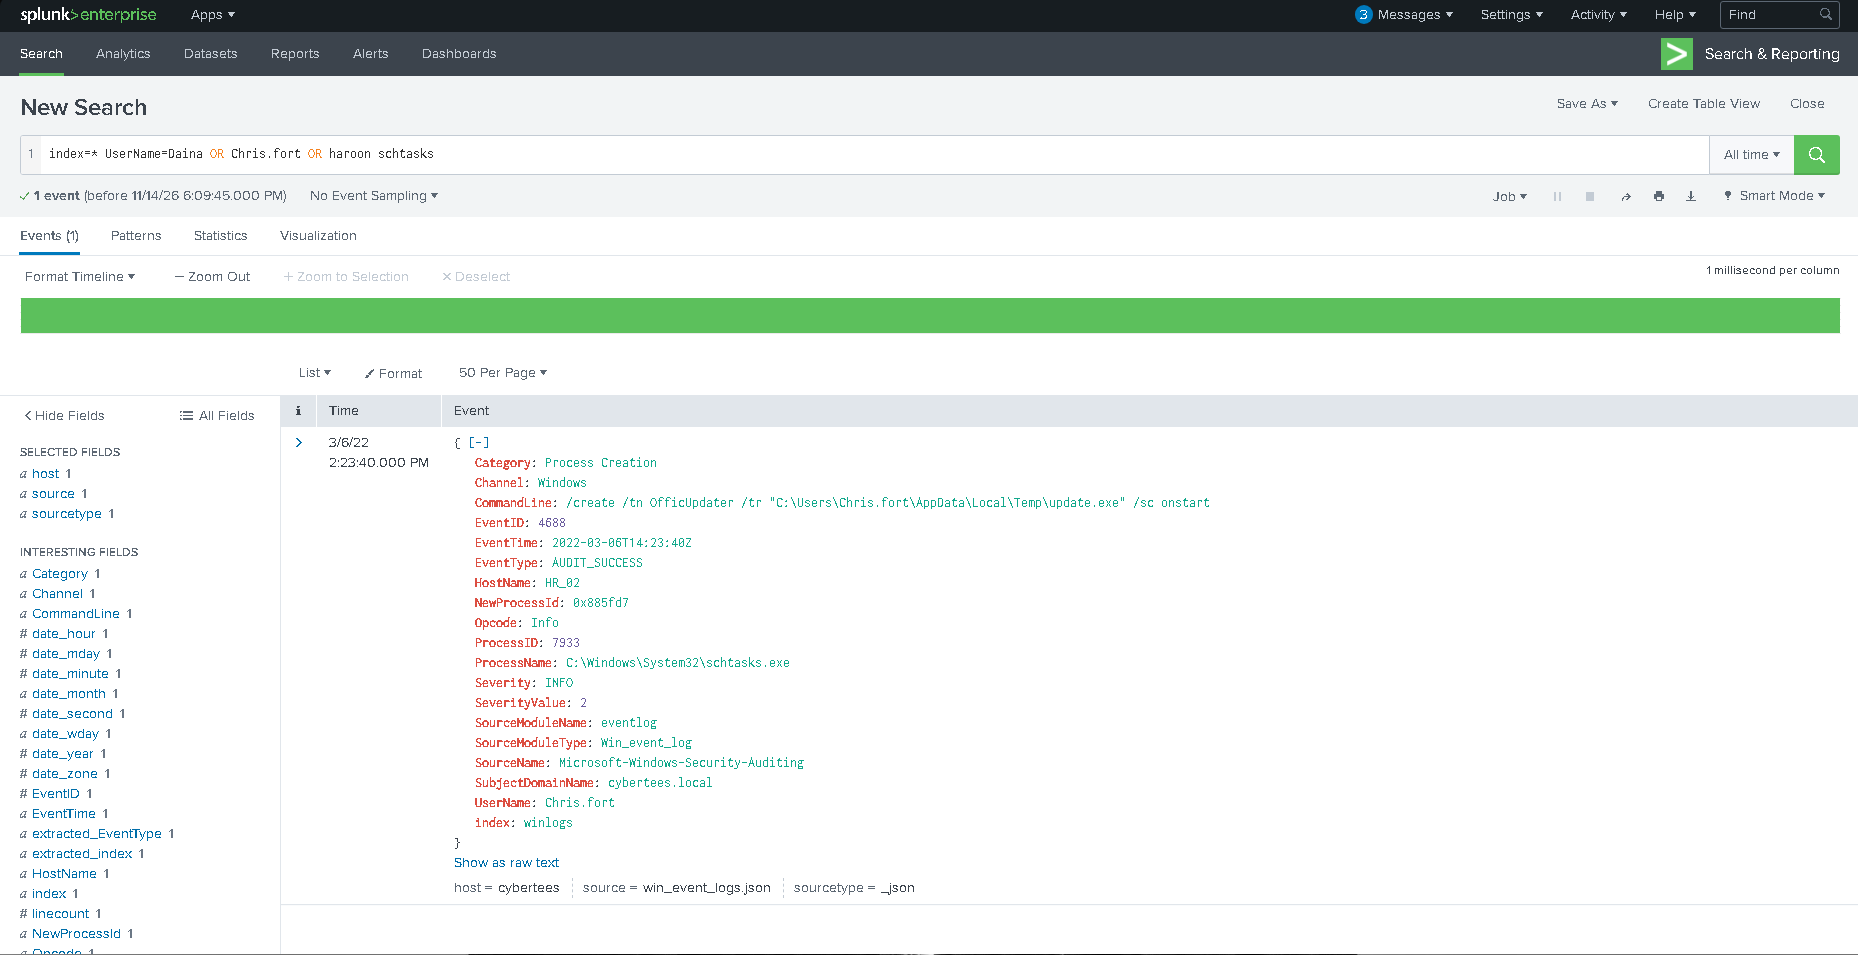 splunk>enterprise Apps 3 Messages Settings Activity Help Find
Search Analytics Datasets Reports Alerts Dashboards Search & Reporting
New Search Save As Create Table View Close
1 index=* UserName=Daina OR Chris.fort OR haroon schtasks All time
1 event (before 11/14/26 6:09:45.000 PM) No Event Sampling Job Smart Mode
Events (1) Patterns Statistics Visualization
Format Timeline — Zoom Out + Zoom to Selection × Deselect 1 millisecond per column
List Format 50 Per Page
Hide Fields All Fields
SELECTED FIELDS
a host 1
a source 1
a sourcetype 1
INTERESTING FIELDS
a Category 1
a Channel 1
a CommandLine 1
# date_hour 1
# date_mday 1
# date_minute 1
a date_month 1
# date_second 1
a date_wday 1
# date_year 1
# date_zone 1
# EventID 1
a EventTime 1
a extracted_EventType 1
a extracted_index 1
a HostName 1
a index 1
# linecount 1
a NewProcessId 1
a Opcode 1
i Time Event
3/6/22
2:23:40.000 PM
{ [-]
Category: Process Creation
Channel: Windows
CommandLine: /create /tn OfficUpdater /tr "C:\Users\Chris.fort\AppData\Local\Temp\update.exe" /sc onstart
EventID: 4688
EventTime: 2022-03-06T14:23:40Z
EventType: AUDIT_SUCCESS
HostName: HR_02
NewProcessId: 0x885fd7
Opcode: Info
ProcessID: 7933
ProcessName: C:\Windows\System32\schtasks.exe
Severity: INFO
SeverityValue: 2
SourceModuleName: eventlog
SourceModuleType: Win_event_log
SourceName: Microsoft-Windows-Security-Auditing
SubjectDomainName: cybertees.local
UserName: Chris.fort
index: winlogs
}
Show as raw text
host = cybertees source = win_event_logs.json sourcetype = _json